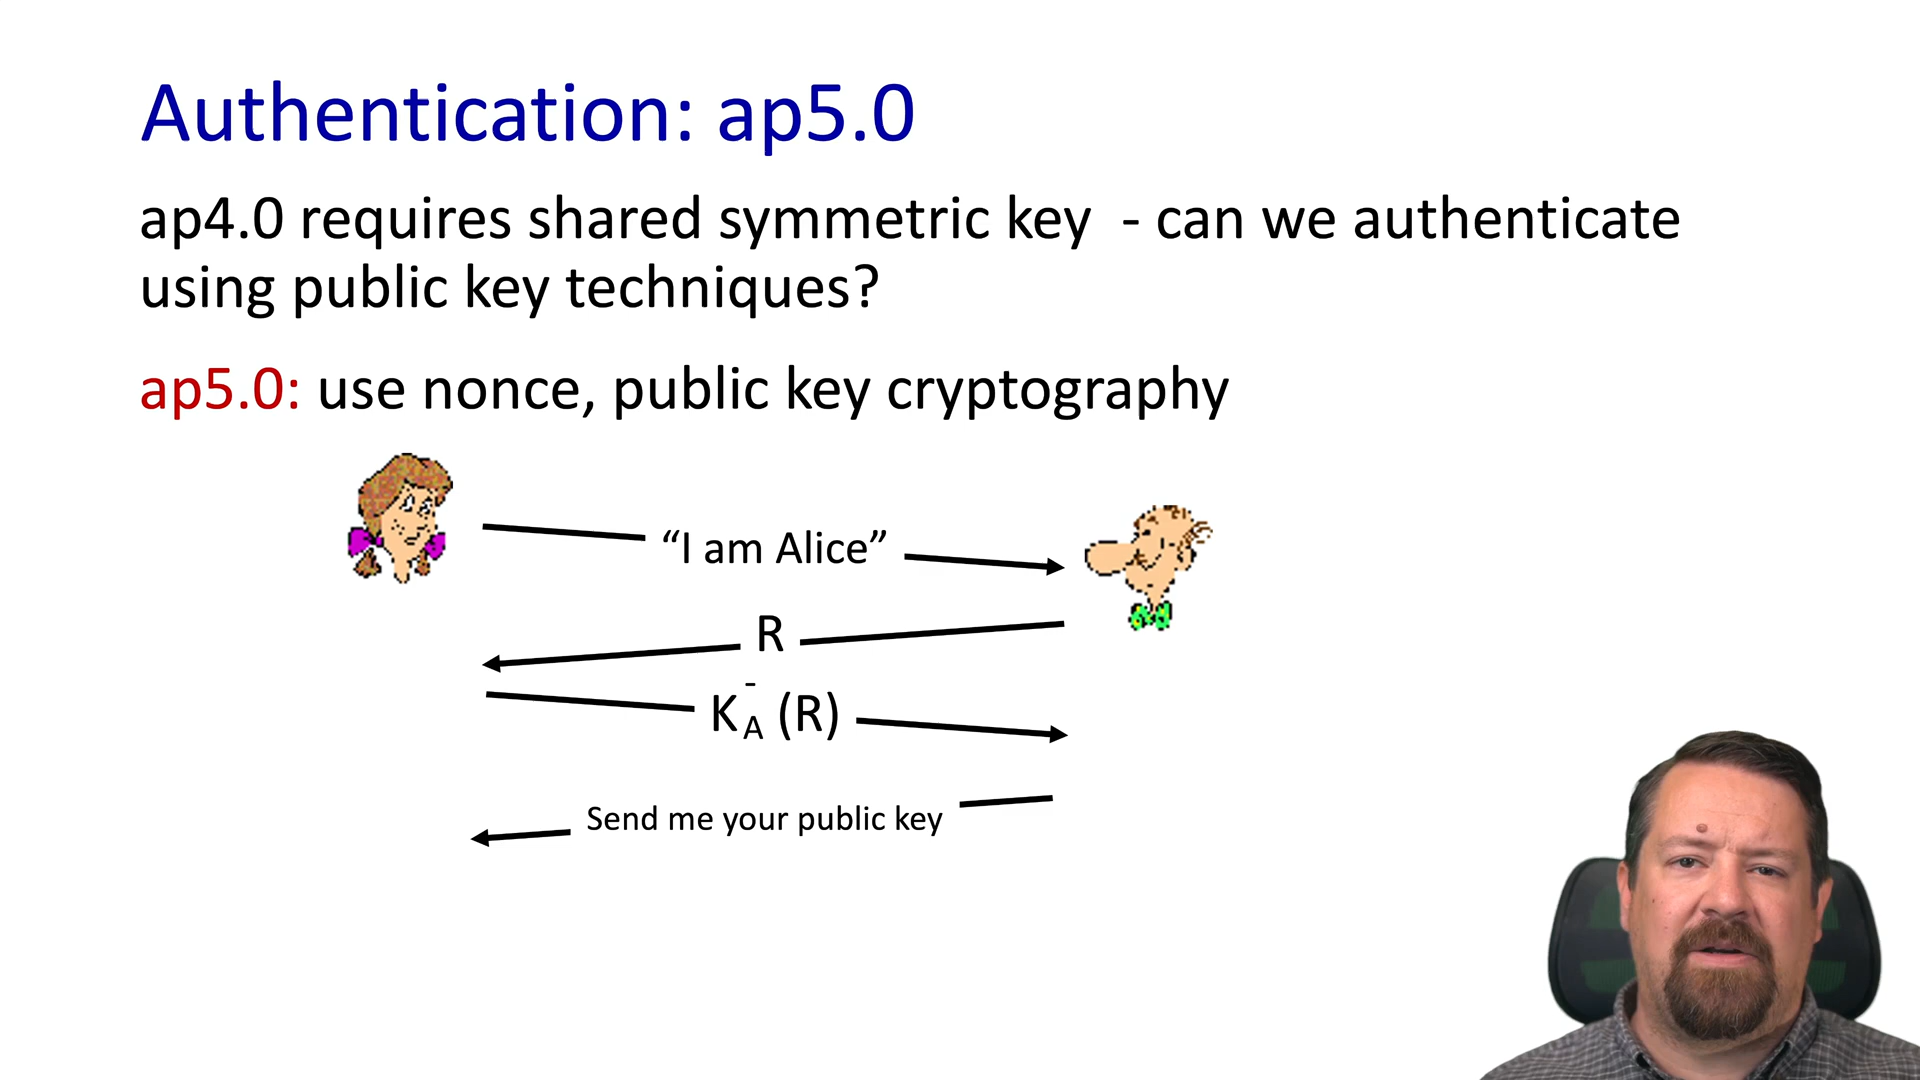 Authentication: ap5.0
ap4.0 requires shared symmetric key - can we authenticate
using public key techniques?
ap5.0: use nonce, public key cryptography
“I am Alice”
R
K_A^- (R)
Send me your public key